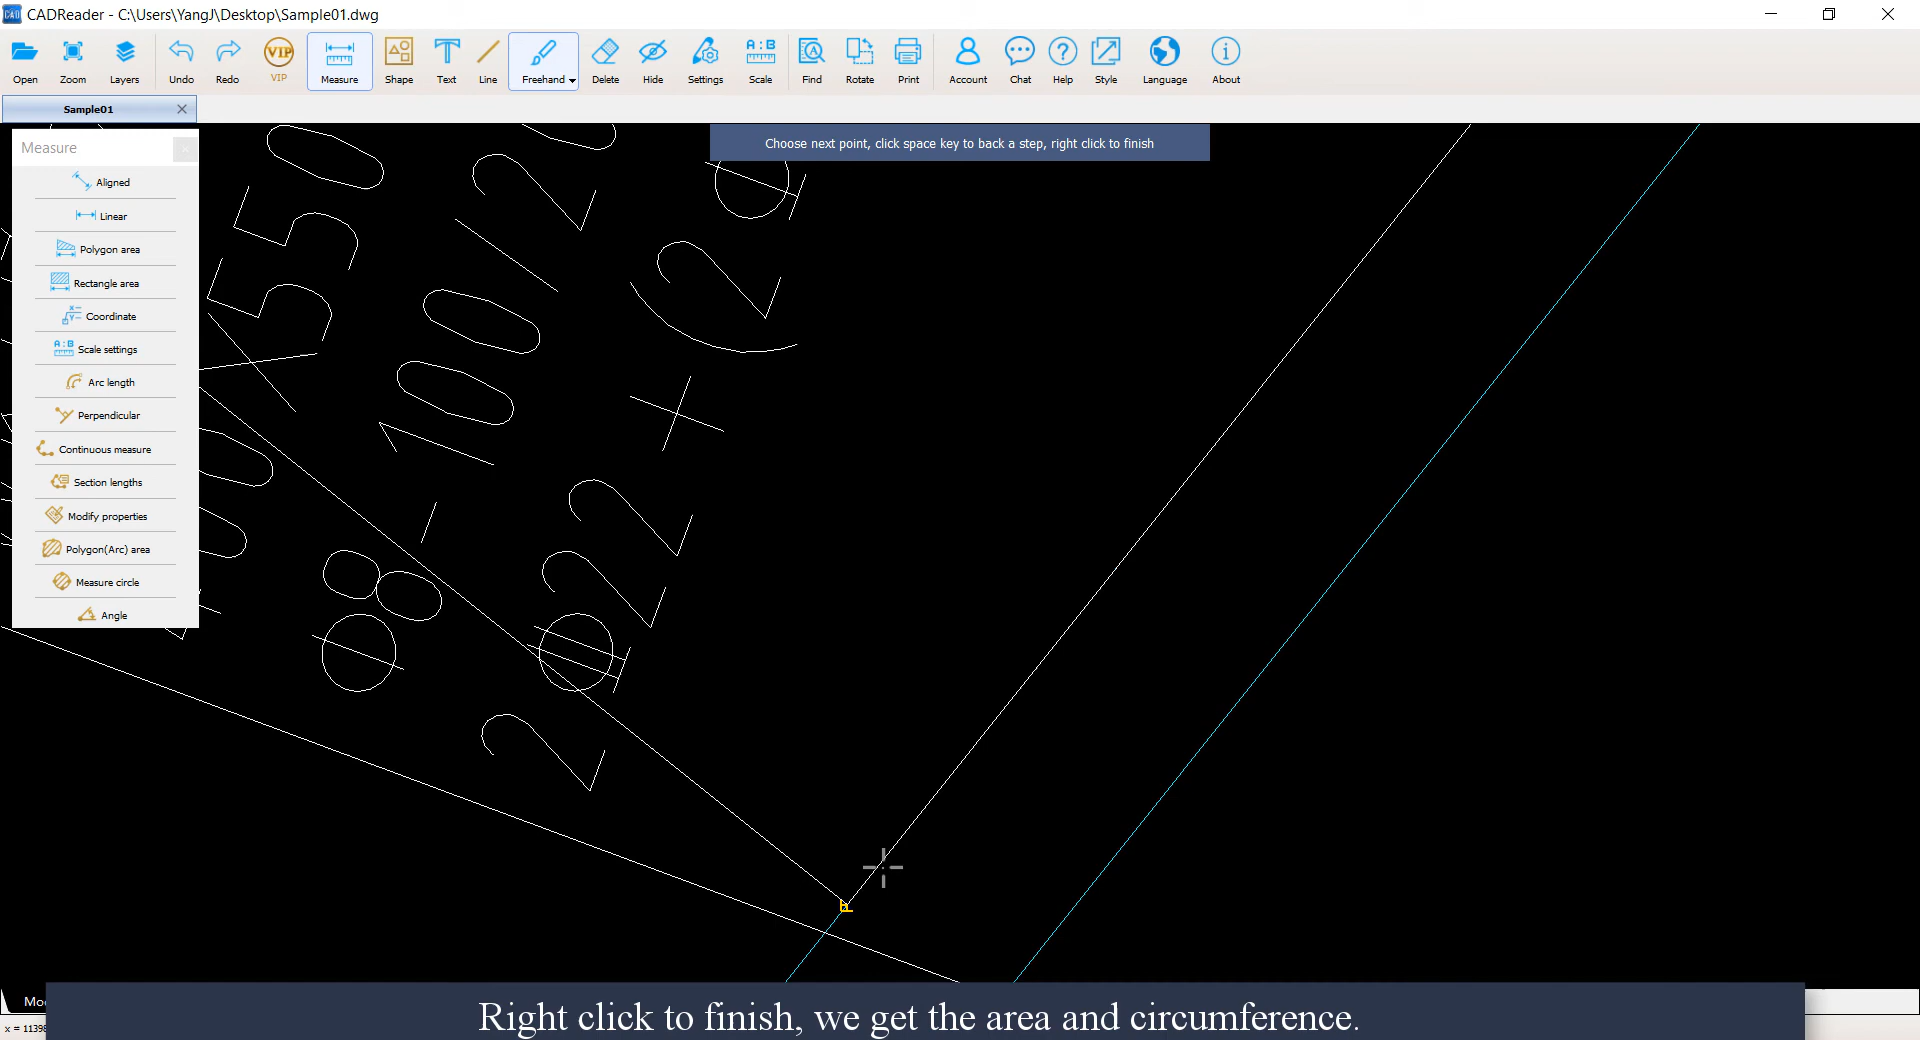 CADReader - C:\Users\YangJ\Desktop\Sample01.dwg
Open Zoom Layers Undo Redo VIP VIP Measure Shape Text Line Freehand Delete Hide Settings A:B Scale Find Rotate Print Account Chat Help Style Language About
Sample01
Choose next point, click space key to back a step, right click to finish
Measure
Aligned
Linear
Polygon area
Rectangle area
Coordinate
A:B Scale settings
Arc length
Perpendicular
Continuous measure
Section lengths
Modify properties
Polygon(Arc) area
Measure circle
Angle
Right click to finish, we get the area and circumference.